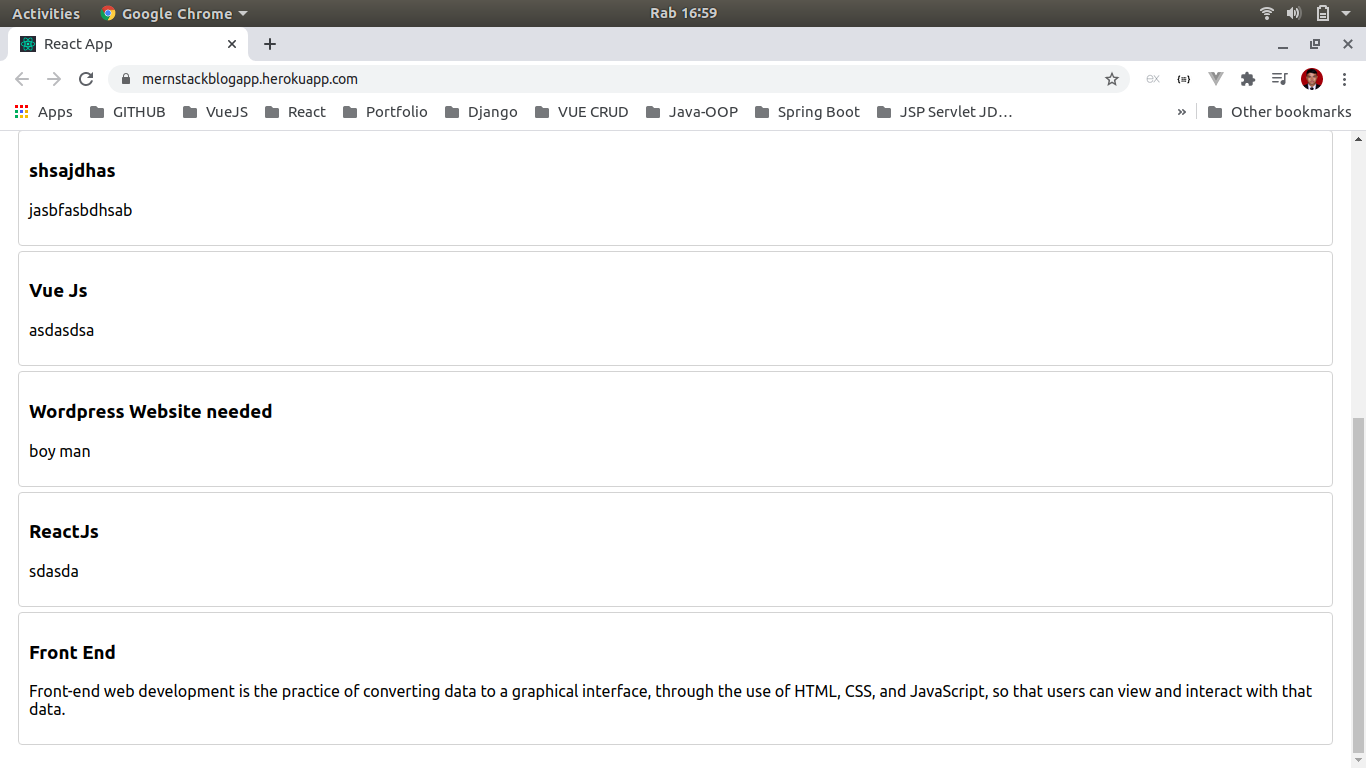 Activities Google Chrome Rab 16:59
React App
mernstackblogapp.herokuapp.com ex
Apps GITHUB VueJS React Portfolio Django VUE CRUD Java-OOP Spring Boot JSP Servlet JD… » Other bookmarks
shsajdhas
jasbfasbdhsab
Vue Js
asdasdsa
Wordpress Website needed
boy man
ReactJs
sdasda
Front End
Front-end web development is the practice of converting data to a graphical interface, through the use of HTML, CSS, and JavaScript, so that users can view and interact with that
data.